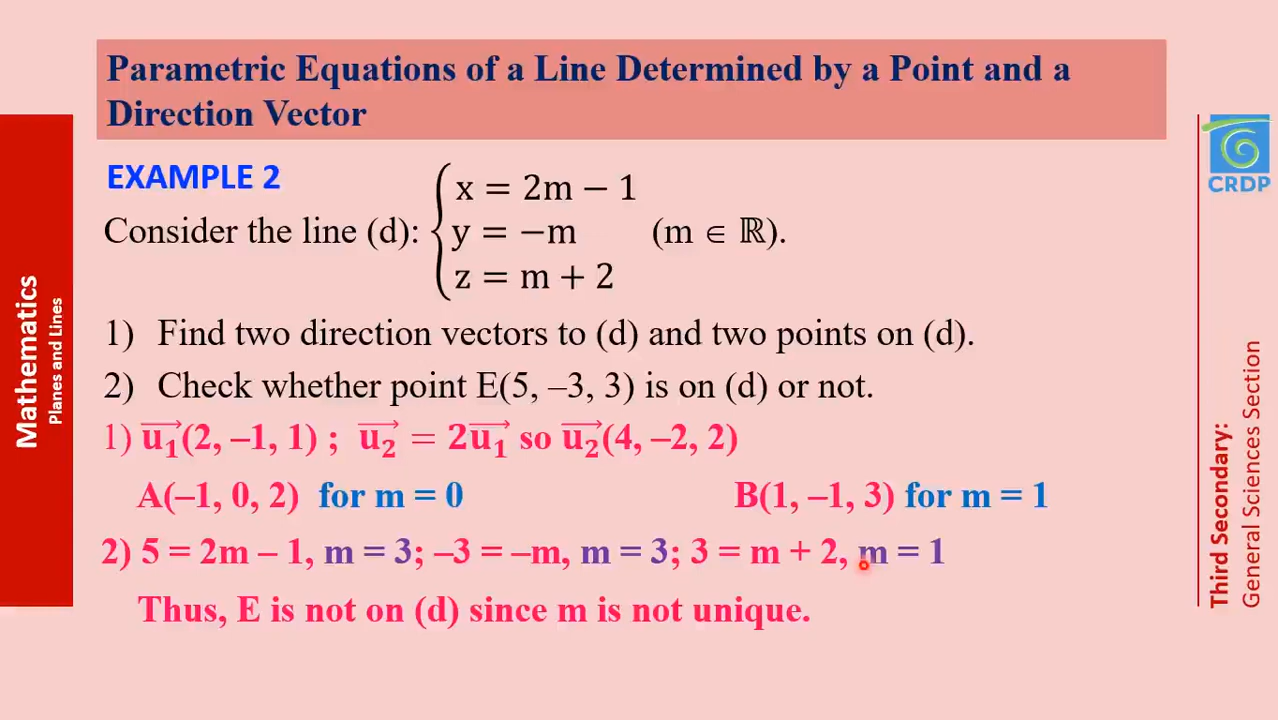 Parametric Equations of a Line Determined by a Point and a
Direction Vector
EXAMPLE 2
Consider the line (d): { x = 2m − 1
y = −m (m ∈ ℝ).
z = m + 2
1) Find two direction vectors to (d) and two points on (d).
2) Check whether point E(5, –3, 3) is on (d) or not.
1) u₁⃗(2, –1, 1) ; u₂⃗ = 2u₁⃗ so u₂⃗(4, –2, 2)
A(–1, 0, 2) for m = 0 B(1, –1, 3) for m = 1
2) 5 = 2m – 1, m = 3; –3 = –m, m = 3; 3 = m + 2, m = 1
Thus, E is not on (d) since m is not unique.
Mathematics
Planes and Lines
CRDP
Third Secondary:
General Sciences Section